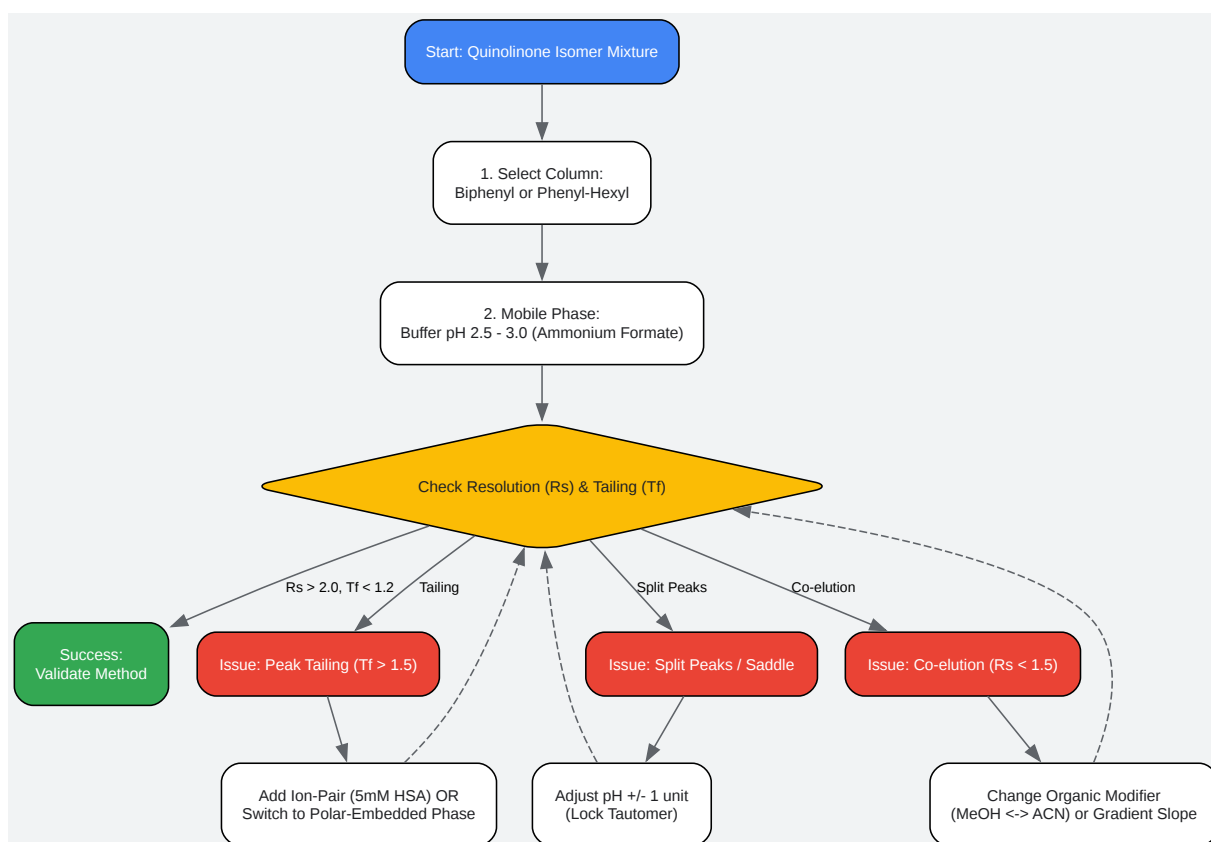 Start: Quinolinone Isomer Mixture
1. Select Column:
Biphenyl or Phenyl-Hexyl
2. Mobile Phase:
Buffer pH 2.5 - 3.0 (Ammonium Formate)
Check Resolution (Rs) & Tailing (Tf)
Rs > 2.0, Tf < 1.2
Tailing
Split Peaks
Co-elution
Success:
Validate Method
Issue: Peak Tailing (Tf > 1.5)
Issue: Split Peaks / Saddle
Issue: Co-elution (Rs < 1.5)
Add Ion-Pair (5mM HSA) OR
Switch to Polar-Embedded Phase
Adjust pH +/- 1 unit
(Lock Tautomer)
Change Organic Modifier
(MeOH <-> ACN) or Gradient Slope